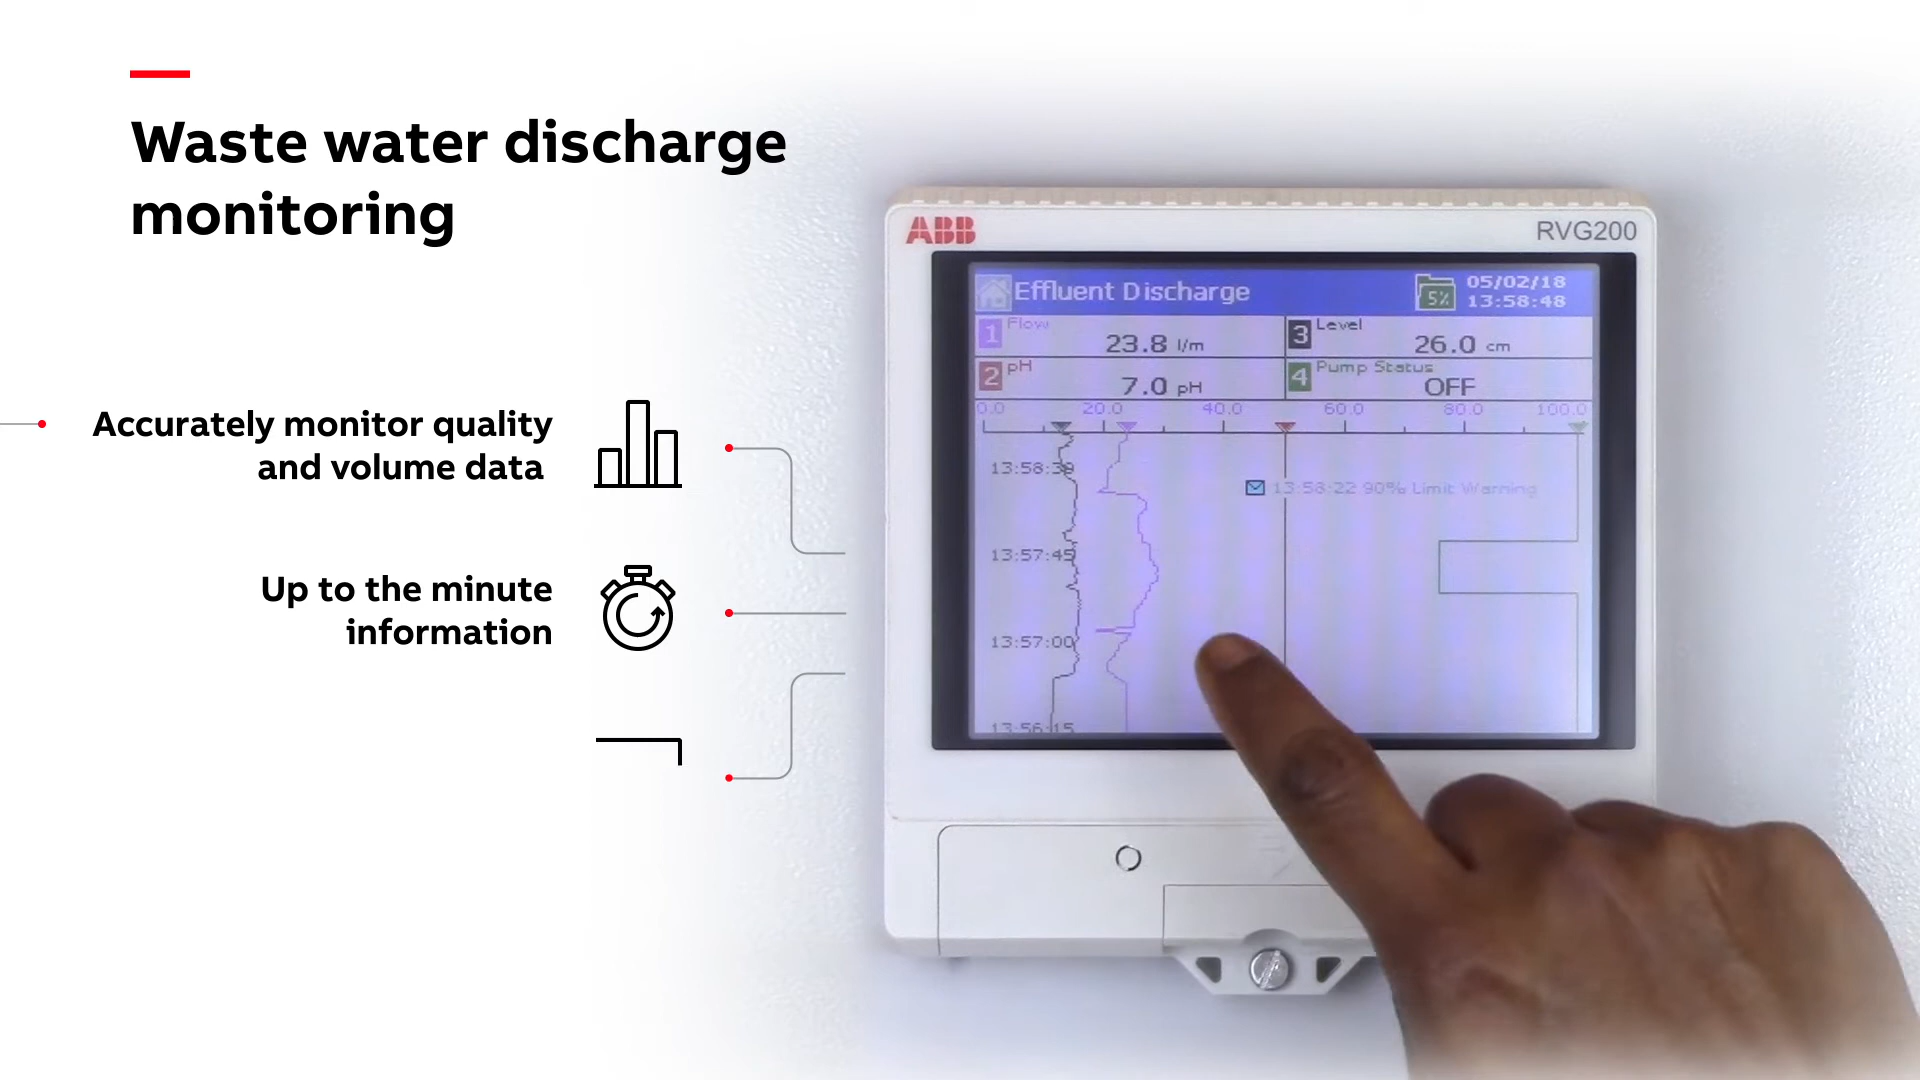 Waste water discharge
monitoring
Accurately monitor quality
and volume data
Up to the minute
information
ABB
RVG200
Effluent Discharge
5%
05/02/18
13:58:48
1 Flow
23.8 l/m
3 Level
26.0 cm
2 pH
7.0 pH
4 Pump Status
OFF
0.0 20.0 40.0 60.0 80.0 100.0
13:58:30
13:58:22 90% Limit Warning
13:57:45
13:57:00
13:56:15